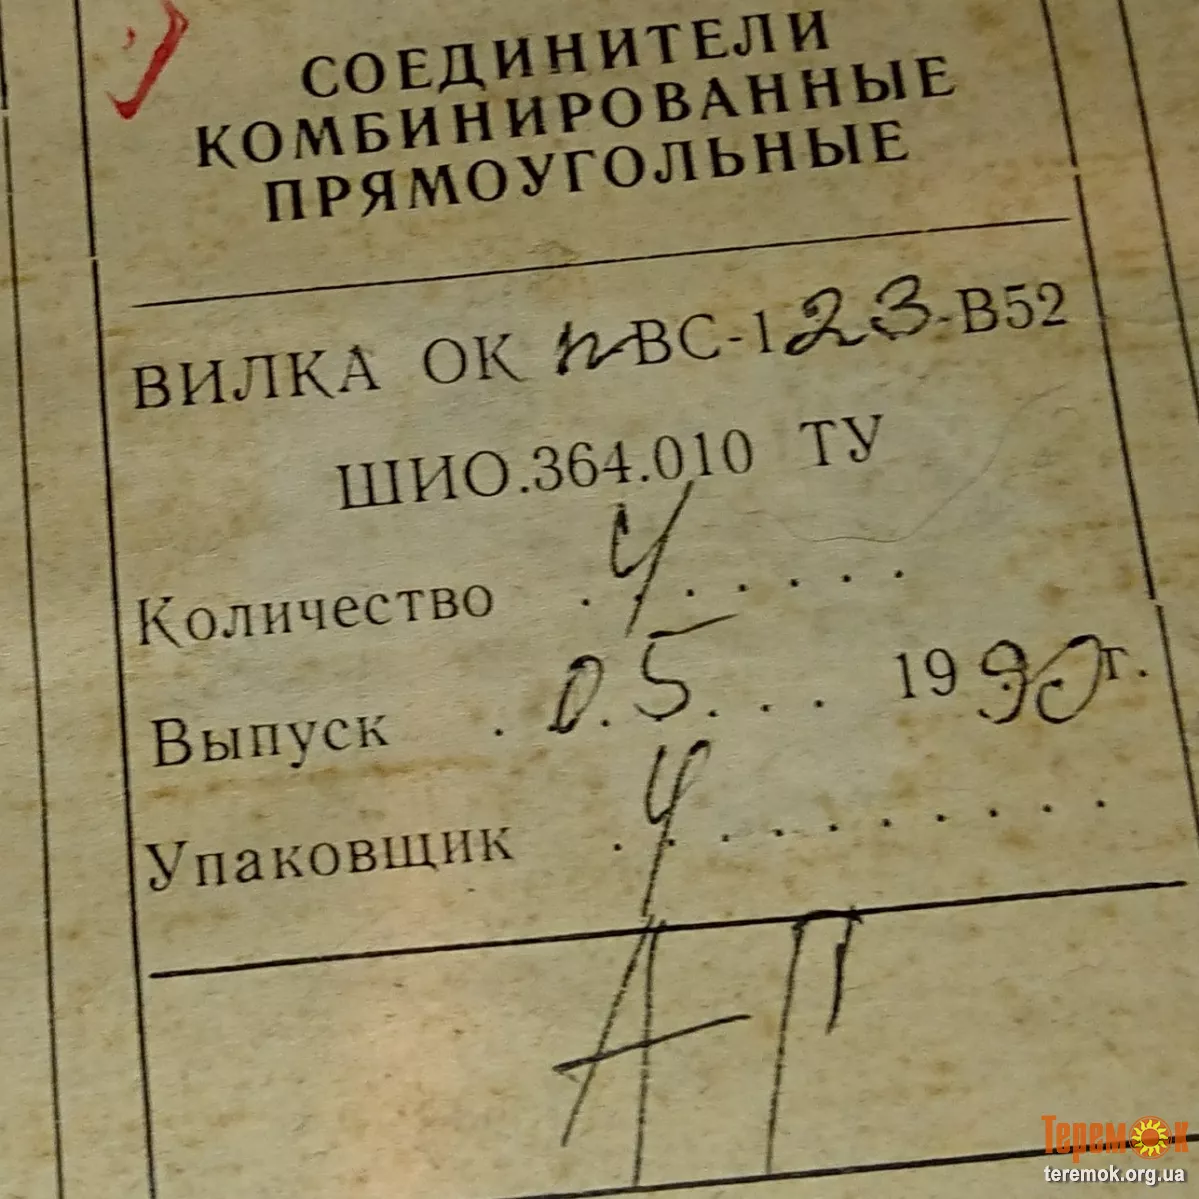 СОЕДИНИТЕЛИ
КОМБИНИРОВАННЫЕ
ПРЯМОУГОЛЬНЫЕ
ВИЛКА ОК п-ВС-123-В52
ШИО.364.010 ТУ
Количество . 4 . . . . .
Выпуск . 05 . . . 1990 г.
Упаковщик . 4 . . . . . . . .
АП
ТеремОк
teremok.org.ua